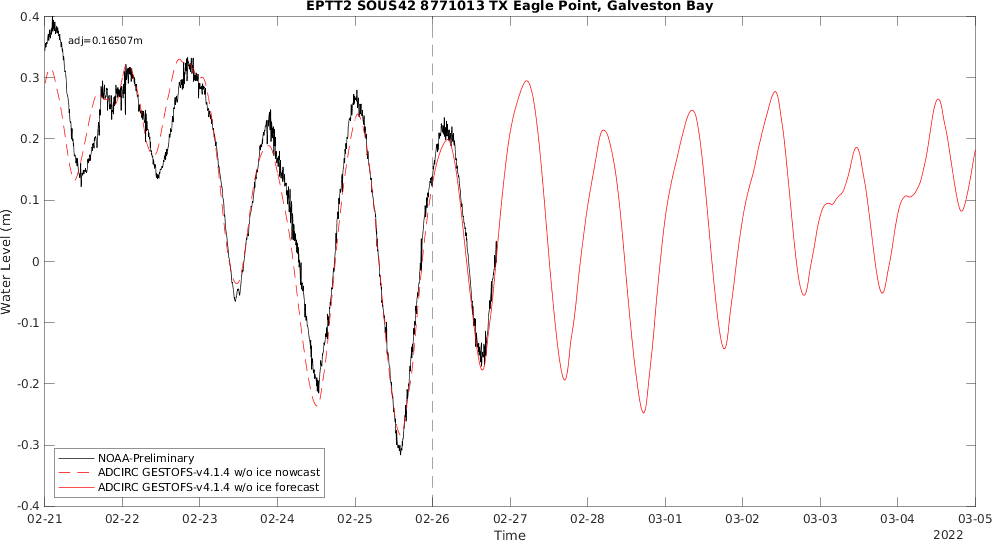 EPTT2 SOUS42 8771013 TX Eagle Point, Galveston Bay
adj=0.16507m
0.4
0.3
0.2
0.1
0
-0.1
-0.2
-0.3
-0.4
Water Level (m)
NOAA-Preliminary
ADCIRC GESTOFS-v4.1.4 w/o ice nowcast
ADCIRC GESTOFS-v4.1.4 w/o ice forecast
02-21 02-22 02-23 02-24 02-25 02-26 02-27 02-28 03-01 03-02 03-03 03-04 03-05
Time
2022